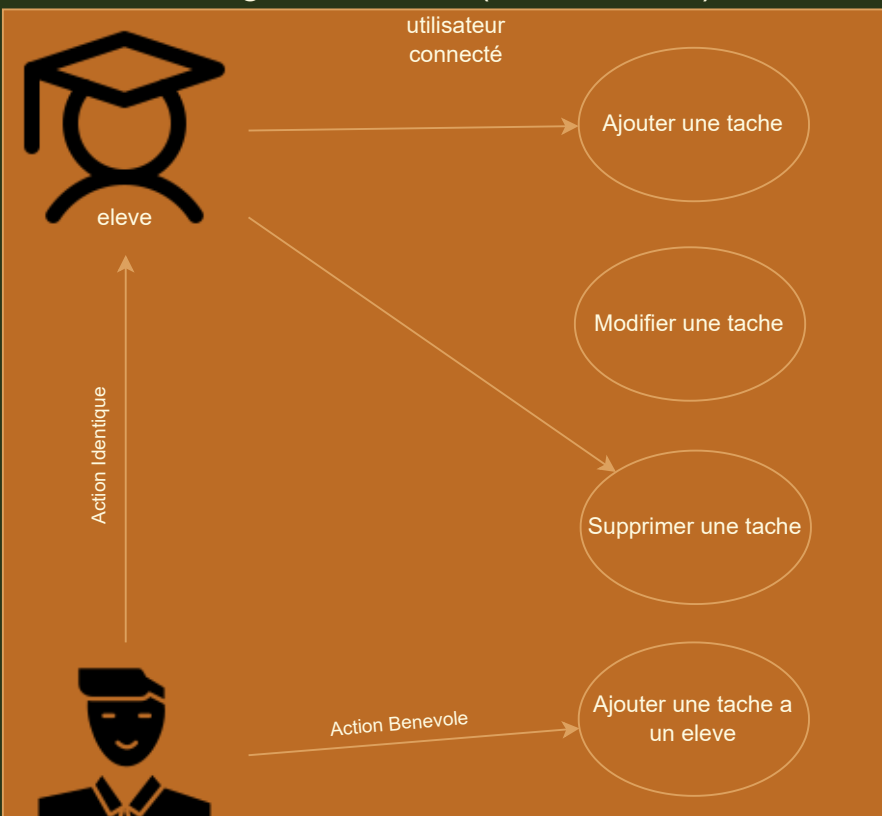 utilisateur
connecté
Ajouter une tache
eleve
Modifier une tache
Action Identique
Supprimer une tache
Ajouter une tache a
un eleve
Action Benevole